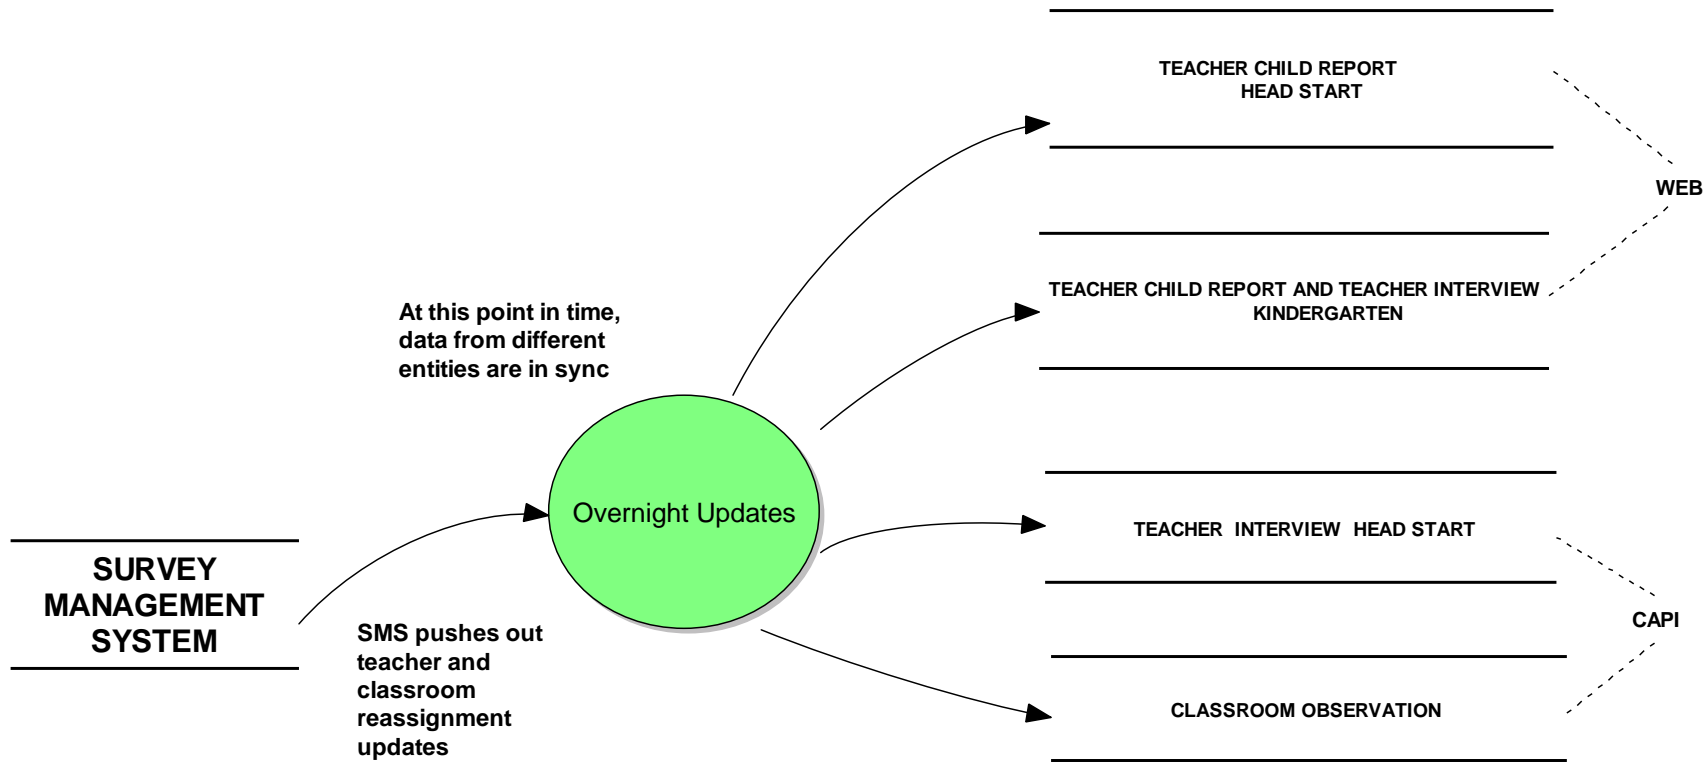 TEACHER CHILD REPORT
HEAD START
WEB
TEACHER CHILD REPORT AND TEACHER INTERVIEW
KINDERGARTEN
At this point in time,
data from different
entities are in sync
Overnight Updates
TEACHER INTERVIEW HEAD START
SURVEY
MANAGEMENT
SYSTEM
CAPI
SMS pushes out
teacher and
classroom
reassignment
updates
CLASSROOM OBSERVATION